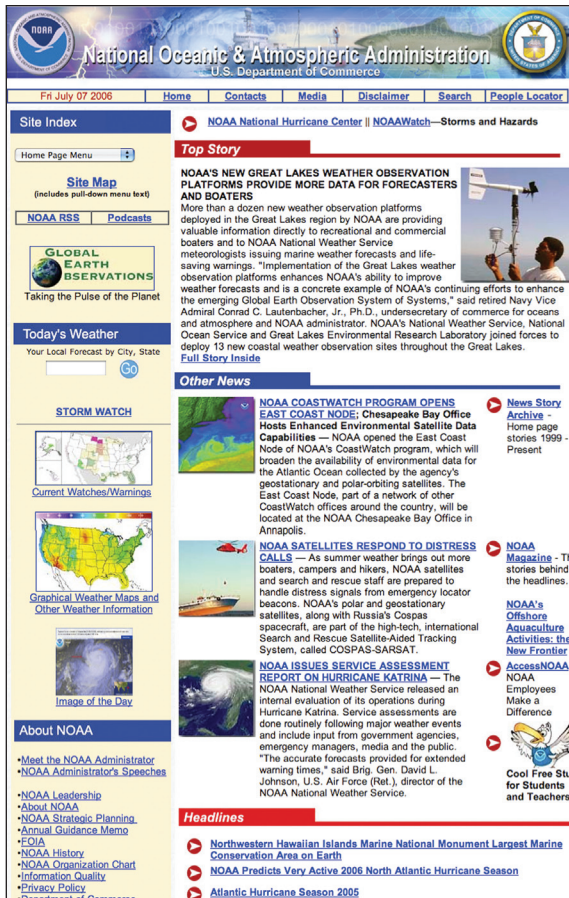 NOAA
National Oceanic & Atmospheric Administration
U.S. Department of Commerce
Fri July 07 2006
Home
Contacts
Media
Disclaimer
Search
People Locator
Site Index
Home Page Menu
Site Map
(includes pull-down menu text)
NOAA RSS
Podcasts
GLOBAL
EARTH
OBSERVATIONS
Taking the Pulse of the Planet
Today's Weather
Your Local Forecast by City, State
Go
STORM WATCH
Current Watches/Warnings
Graphical Weather Maps and
Other Weather Information
Image of the Day
About NOAA
•Meet the NOAA Administrator
•NOAA Administrator's Speeches
•NOAA Leadership
•About NOAA
•NOAA Strategic Planning
•Annual Guidance Memo
•FOIA
•NOAA History
•NOAA Organization Chart
•Information Quality
•Privacy Policy
•Department of Commerce
NOAA National Hurricane Center || NOAAWatch—Storms and Hazards
Top Story
NOAA'S NEW GREAT LAKES WEATHER OBSERVATION
PLATFORMS PROVIDE MORE DATA FOR FORECASTERS
AND BOATERS
More than a dozen new weather observation platforms
deployed in the Great Lakes region by NOAA are providing
valuable information directly to recreational and commercial
boaters and to NOAA National Weather Service
meteorologists issuing marine weather forecasts and life-
saving warnings. "Implementation of the Great Lakes weather
observation platforms enhances NOAA's ability to improve
weather forecasts and is a concrete example of NOAA's continuing efforts to enhance
the emerging Global Earth Observation System of Systems," said retired Navy Vice
Admiral Conrad C. Lautenbacher, Jr., Ph.D., undersecretary of commerce for oceans
and atmosphere and NOAA administrator. NOAA's National Weather Service, National
Ocean Service and Great Lakes Environmental Research Laboratory joined forces to
deploy 13 new coastal weather observation sites throughout the Great Lakes.
Full Story Inside
Other News
NOAA COASTWATCH PROGRAM OPENS
EAST COAST NODE; Chesapeake Bay Office
Hosts Enhanced Environmental Satellite Data
Capabilities — NOAA opened the East Coast
Node of NOAA's CoastWatch program, which will
broaden the availability of environmental data for
the Atlantic Ocean collected by the agency's
geostationary and polar-orbiting satellites. The
East Coast Node, part of a network of other
CoastWatch offices around the country, will be
located at the NOAA Chesapeake Bay Office in
Annapolis.
NOAA SATELLITES RESPOND TO DISTRESS
CALLS — As summer weather brings out more
boaters, campers and hikers, NOAA satellites
and search and rescue staff are prepared to
handle distress signals from emergency locator
beacons. NOAA's polar and geostationary
satellites, along with Russia's Cospas
spacecraft, are part of the high-tech, international
Search and Rescue Satellite-Aided Tracking
System, called COSPAS-SARSAT.
NOAA ISSUES SERVICE ASSESSMENT
REPORT ON HURRICANE KATRINA — The
NOAA National Weather Service released an
internal evaluation of its operations during
Hurricane Katrina. Service assessments are
done routinely following major weather events
and include input from government agencies,
emergency managers, media and the public.
"The accurate forecasts provided for extended
warning times," said Brig. Gen. David L.
Johnson, U.S. Air Force (Ret.), director of the
NOAA National Weather Service.
News Story
Archive -
Home page
stories 1999 -
Present
NOAA
Magazine - Th
stories behind
the headlines.
NOAA's
Offshore
Aquaculture
Activities: the
New Frontier
AccessNOAA
NOAA
Employees
Make a
Difference
Cool Free Stu
for Students
and Teachers
Headlines
Northwestern Hawaiian Islands Marine National Monument Largest Marine
Conservation Area on Earth
NOAA Predicts Very Active 2006 North Atlantic Hurricane Season
Atlantic Hurricane Season 2005